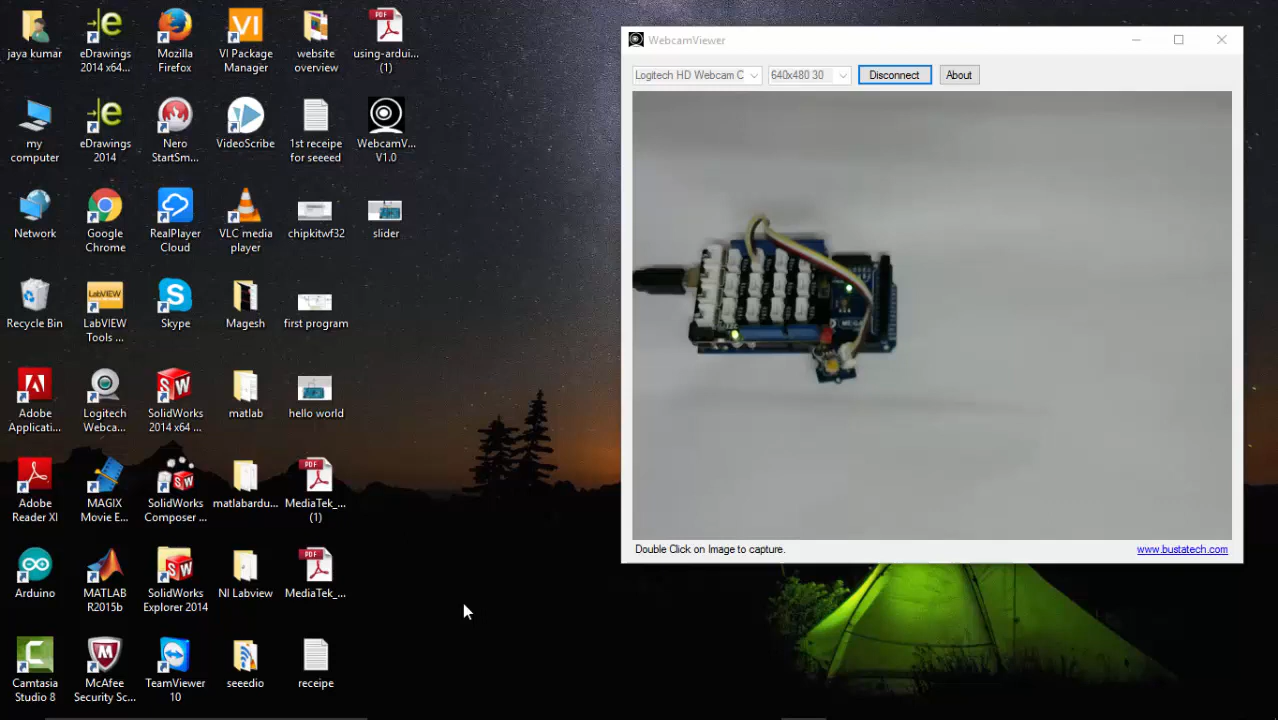 jaya kumar
eDrawings
2014 x64...
Mozilla
Firefox
VI
VI Package
Manager
website
overview
PDF
using-ardui...
(1)
my
computer
eDrawings
2014
Nero
StartSm...
VideoScribe
1st receipe
for seeeed
WebcamV...
V1.0
Network
Google
Chrome
RealPlayer
Cloud
VLC media
player
chipkitwf32
slider
Recycle Bin
LabVIEW
LabVIEW
Tools ...
Skype
Magesh
first program
Adobe
Applicati...
Logitech
Webca...
SolidWorks
2014 x64 ...
matlab
hello world
Adobe
Reader XI
MAGIX
Movie E...
SolidWorks
Composer ...
matlabardu...
PDF
MediaTek_...
(1)
Arduino
MATLAB
R2015b
SolidWorks
Explorer 2014
NI Labview
PDF
MediaTek_...
Camtasia
Studio 8
McAfee
Security Sc...
TeamViewer
10
seeedio
receipe
WebcamViewer
Logitech HD Webcam C
640x480 30
Disconnect
About
Double Click on Image to capture.
www.bustatech.com